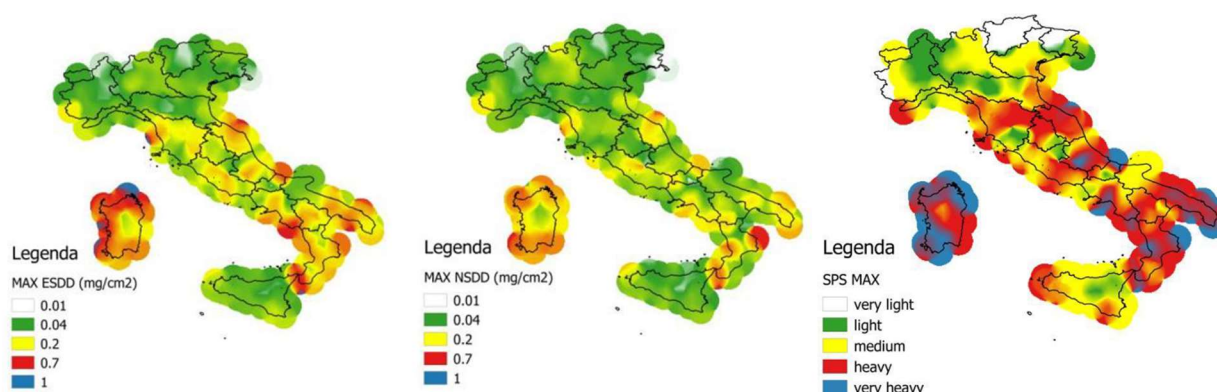 Legenda
MAX ESDD (mg/cm2)
0.01
0.04
0.2
0.7
1
Legenda
MAX NSDD (mg/cm2)
0.01
0.04
0.2
0.7
1
Legenda
SPS MAX
very light
light
medium
heavy
very heavy